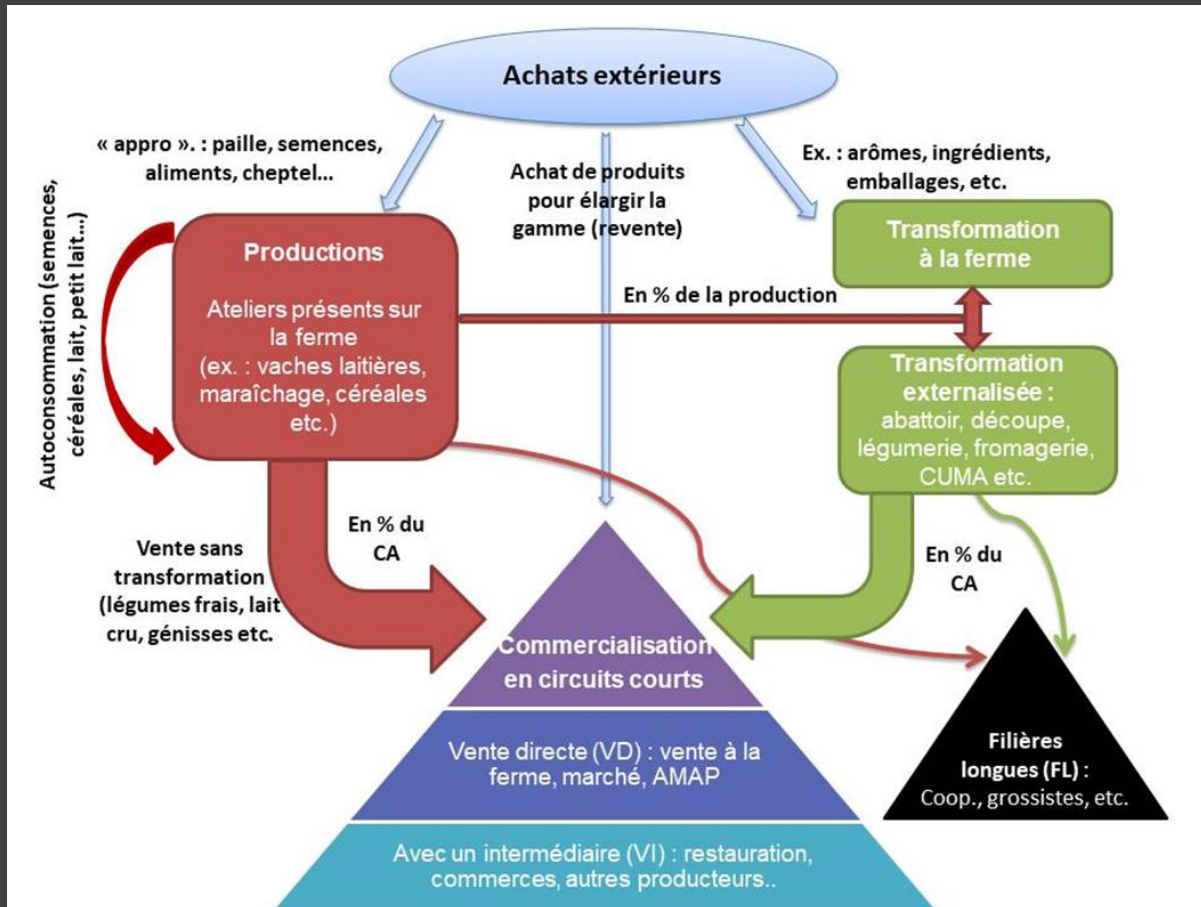 Achats extérieurs
« appro ». : paille, semences,
aliments, cheptel...
Achat de produits
pour élargir la
gamme (revente)
Ex. : arômes, ingrédients,
emballages, etc.
Autoconsommation (semences,
céréales, lait, petit lait...)
Productions
Ateliers présents sur
la ferme
(ex. : vaches laitières,
maraîchage, céréales
etc.)
En % de la production
Transformation
à la ferme
Transformation
externalisée :
abattoir, découpe,
légumerie, fromagerie,
CUMA etc.
Vente sans
transformation
(légumes frais, lait
cru, génisses etc.
En % du
CA
En % du
CA
Commercialisation
en circuits courts
Vente directe (VD) : vente à la
ferme, marché, AMAP
Avec un intermédiaire (VI) : restauration,
commerces, autres producteurs..
Filières
longues (FL) :
Coop., grossistes, etc.